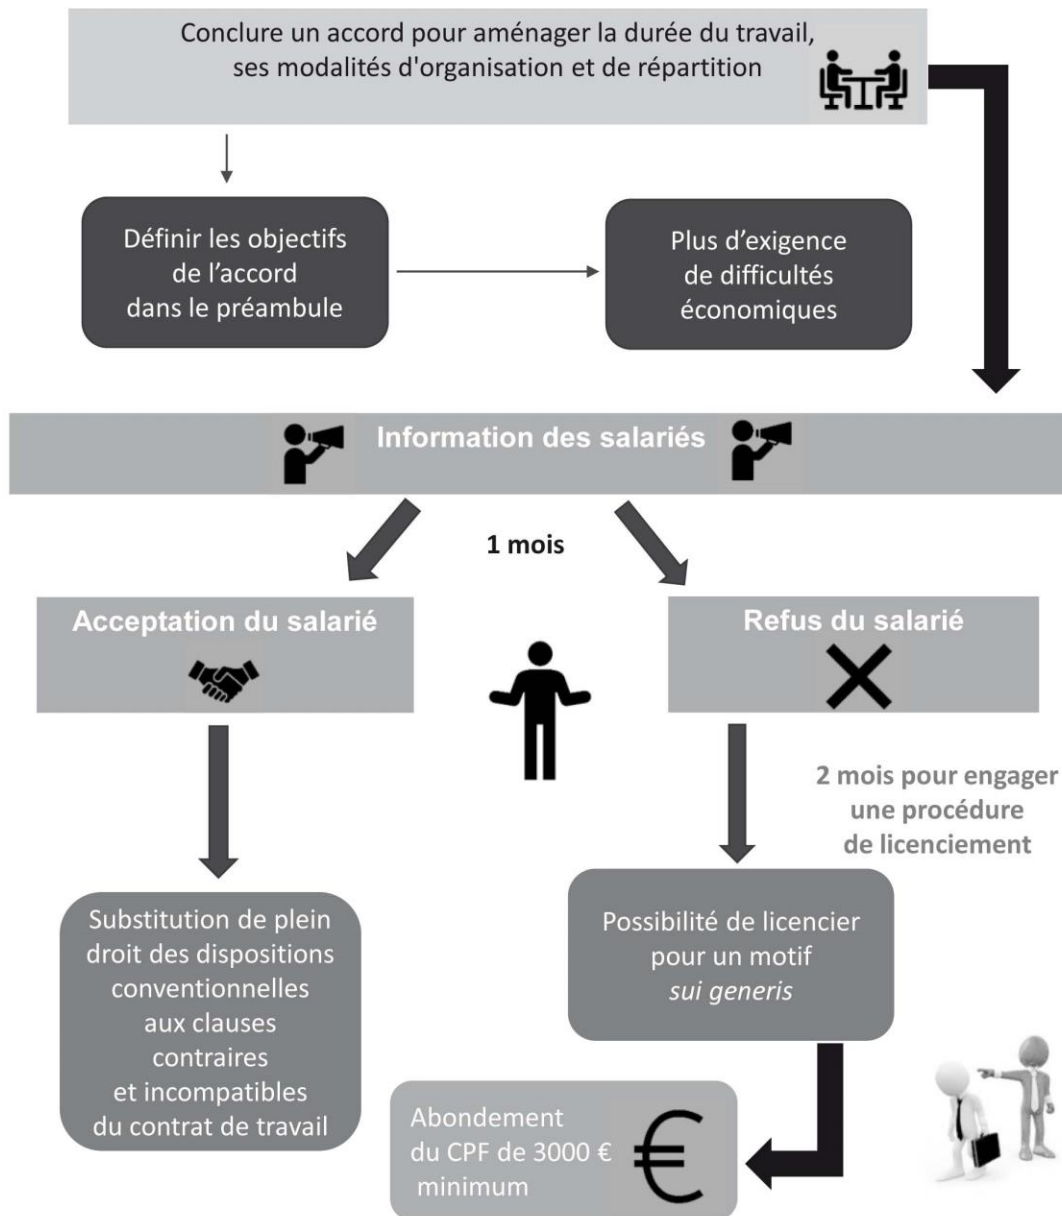 Conclure un accord pour aménager la durée du travail,
ses modalités d'organisation et de répartition
Définir les objectifs
de l’accord
dans le préambule
Plus d’exigence
de difficultés
économiques
Information des salariés
1 mois
Acceptation du salarié
Refus du salarié
2 mois pour engager
une procédure
de licenciement
Substitution de plein
droit des dispositions
conventionnelles
aux clauses
contraires
et incompatibles
du contrat de travail
Possibilité de licencier
pour un motif
sui generis
Abondement
du CPF de 3000 €
minimum
€